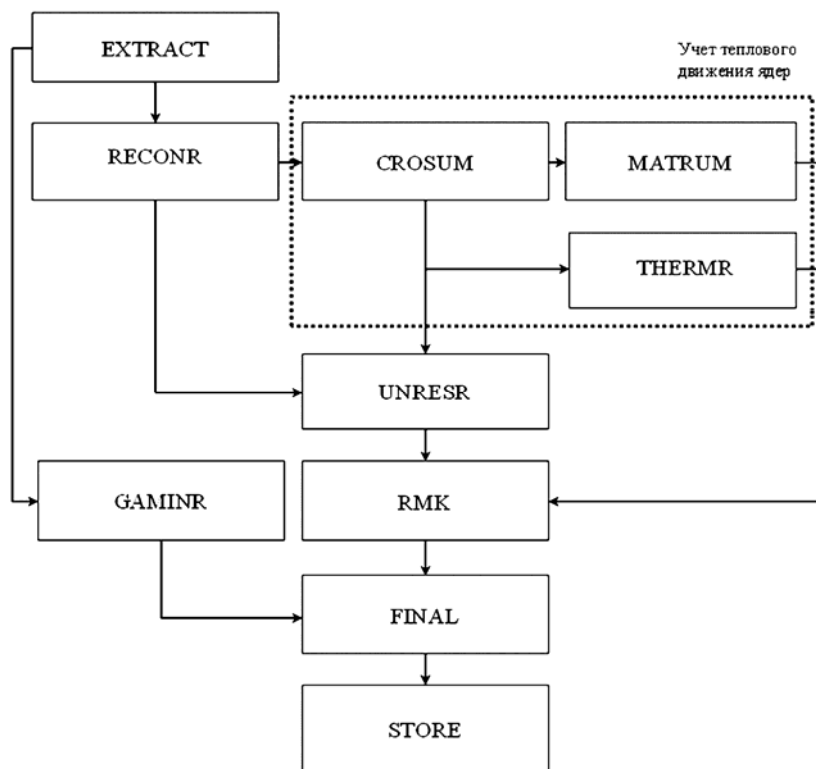 EXTRACT
Учет теплового
движения ядер
RECONR
CROSUM
MATRUM
THERMR
UNRESR
GAMINR
RMK
FINAL
STORE